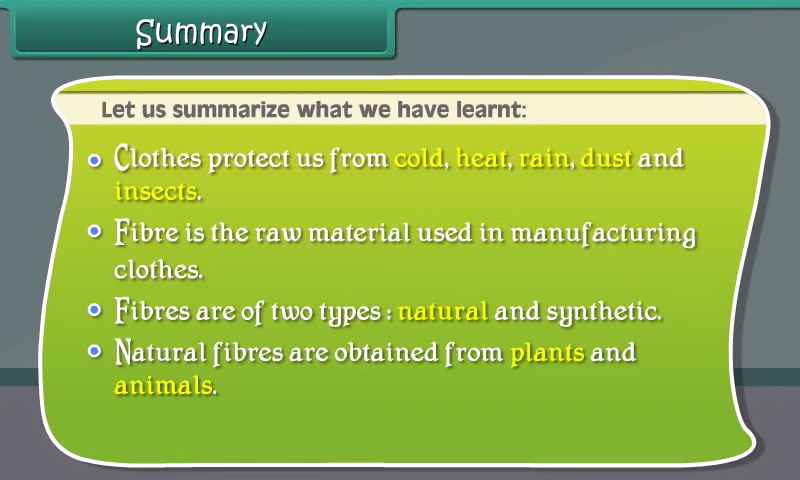 Summary
Let us summarize what we have learnt:
Clothes protect us from cold, heat, rain, dust and
insects.
Fibre is the raw material used in manufacturing
clothes.
Fibres are of two types : natural and synthetic.
Natural fibres are obtained from plants and
animals.